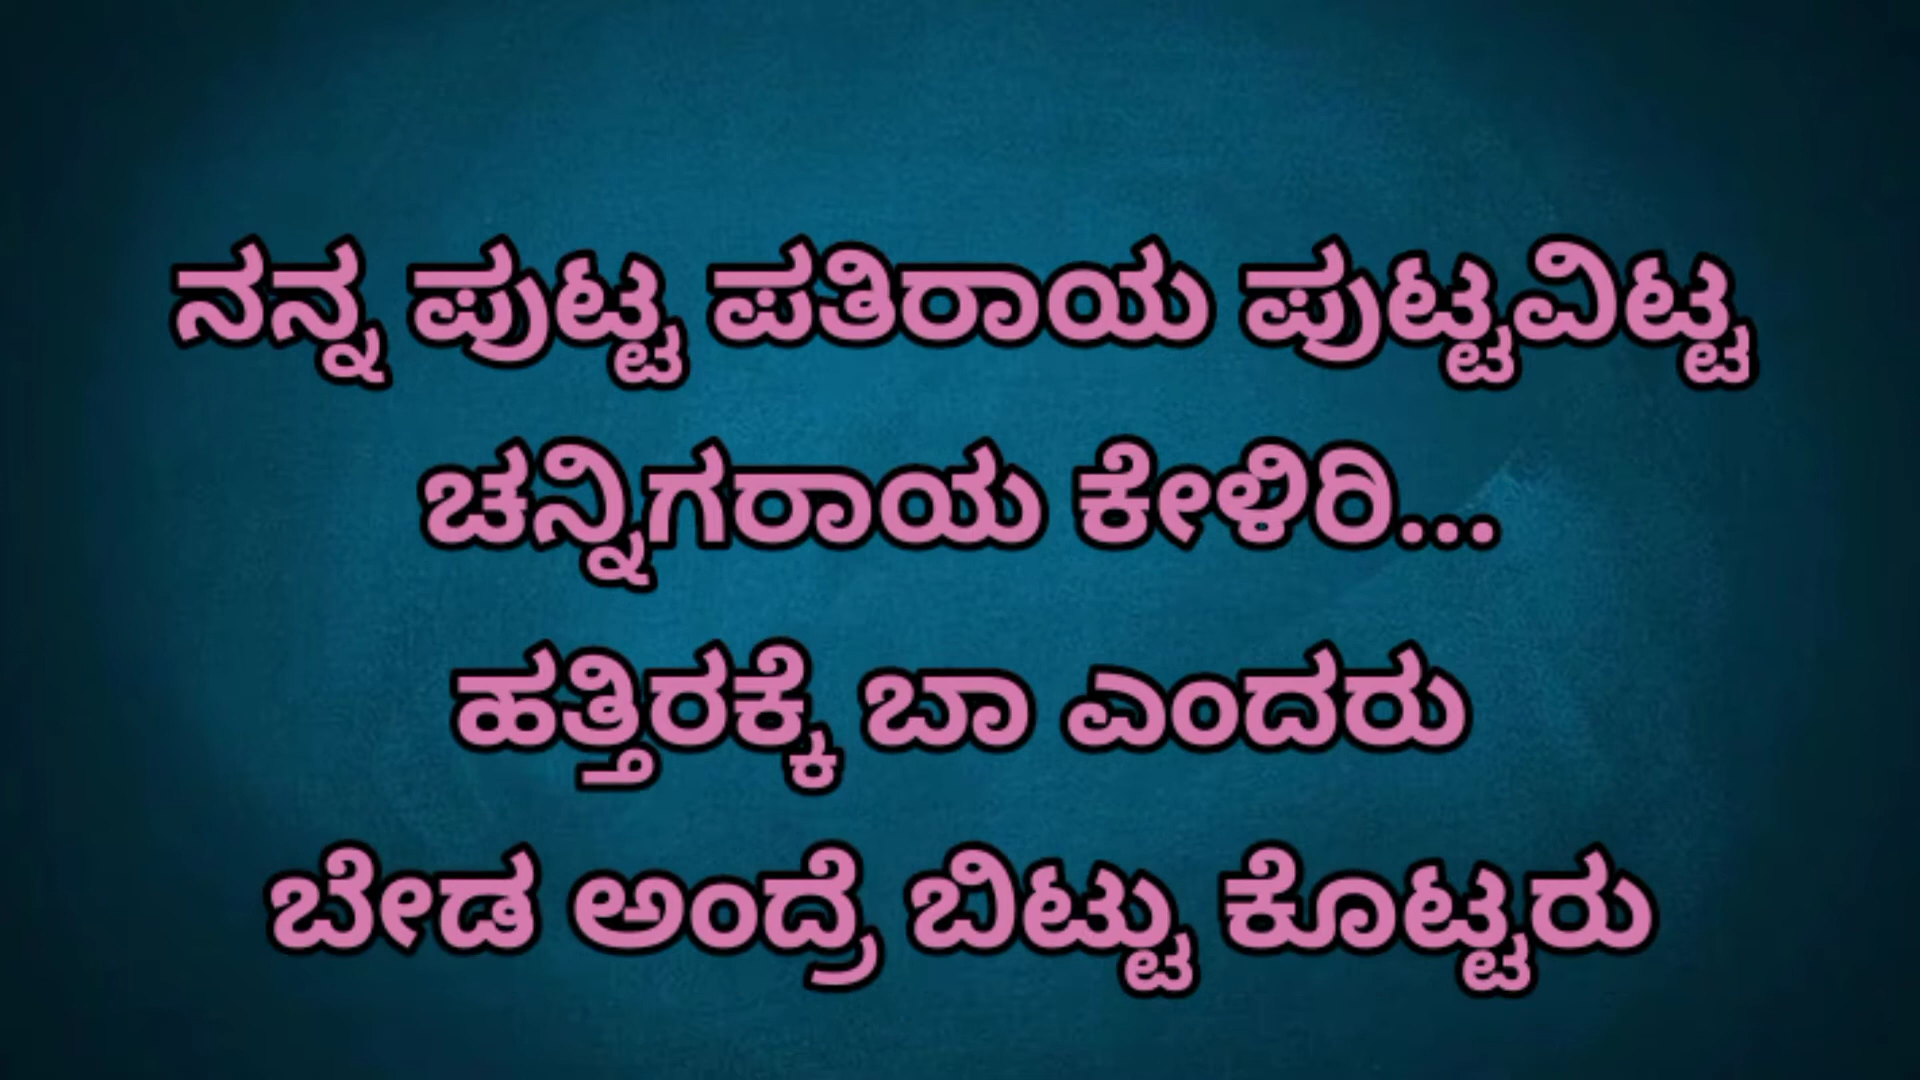 ನನ್ನ ಪುಟ್ಟ ಪತಿರಾಯ ಪುಟ್ಟವಿಟ್ಟ
ಚನ್ನಿಗರಾಯ ಕೇಳಿರಿ...
ಹತ್ತಿರಕ್ಕೆ ಬಾ ಎಂದರು
ಬೇಡ ಅಂದ್ರೆ ಬಿಟ್ಟು ಕೊಟ್ಟರು